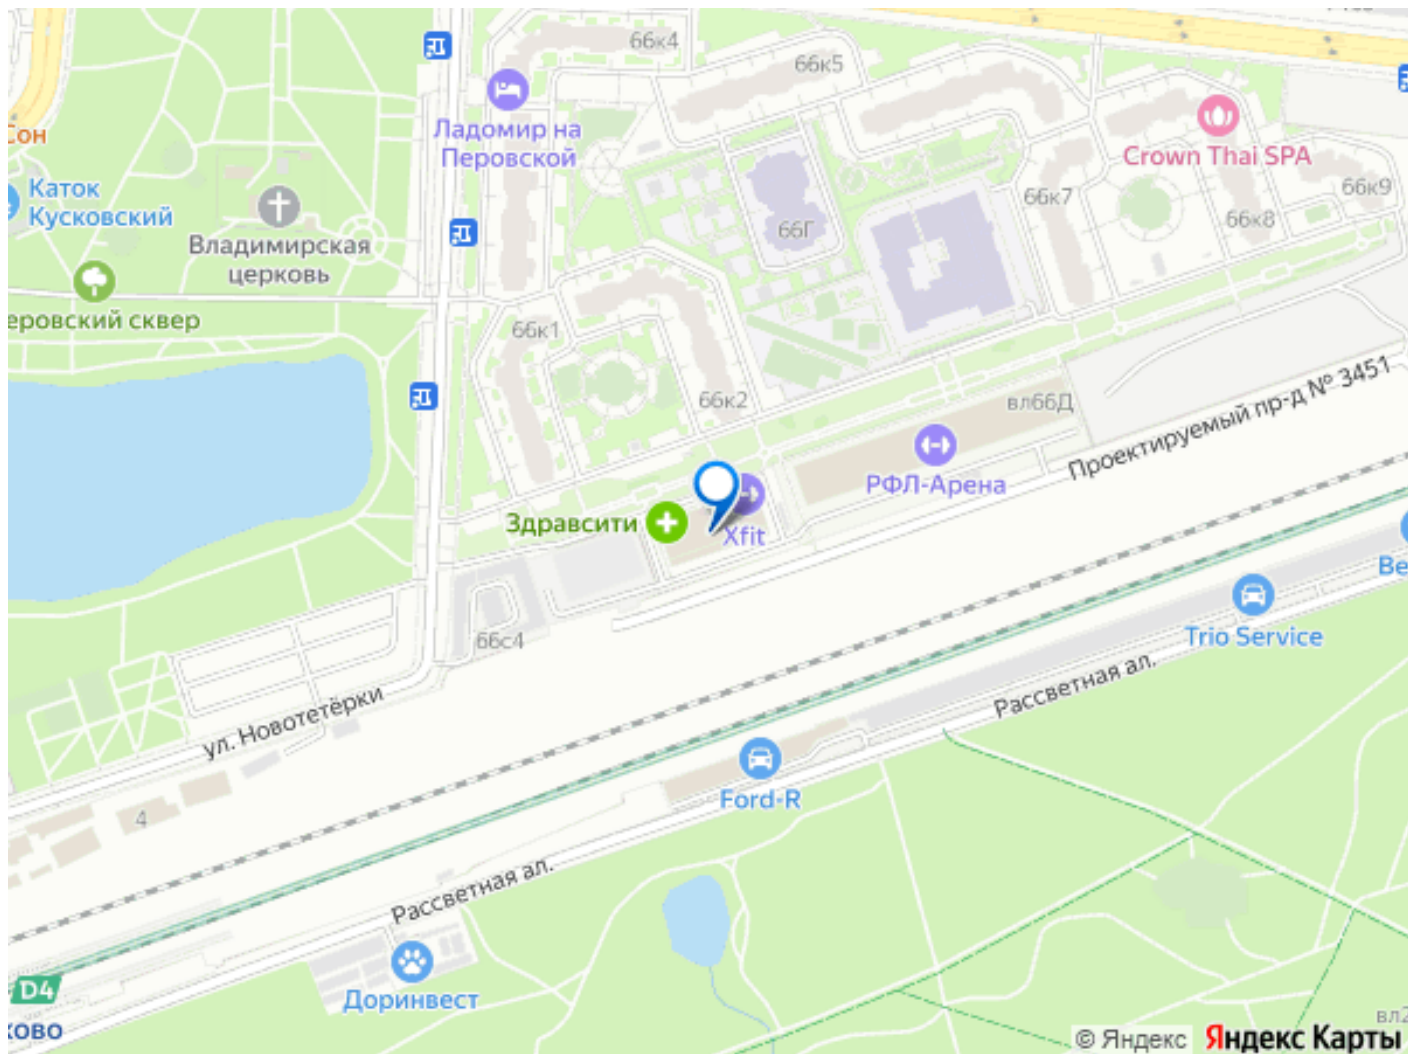 66к4
66к5
Сон
Ладомир на
Перовской
Crown Thai SPA
Каток
Кусковский
66к9
66к7
66к8
66Г
Владимирская
церковь
еровский сквер
66к1
66к2
вл66Д
Проектируемый пр-д № 3451
РФЛ-Арена
Здравсити
Xfit
Ве
66с4
Trio Service
Рассветная ал.
ул. Новотетёрки
Ford-R
4
Рассветная ал.
D4
Доринвест
ково
вл2
© Яндекс
Яндекс Карты